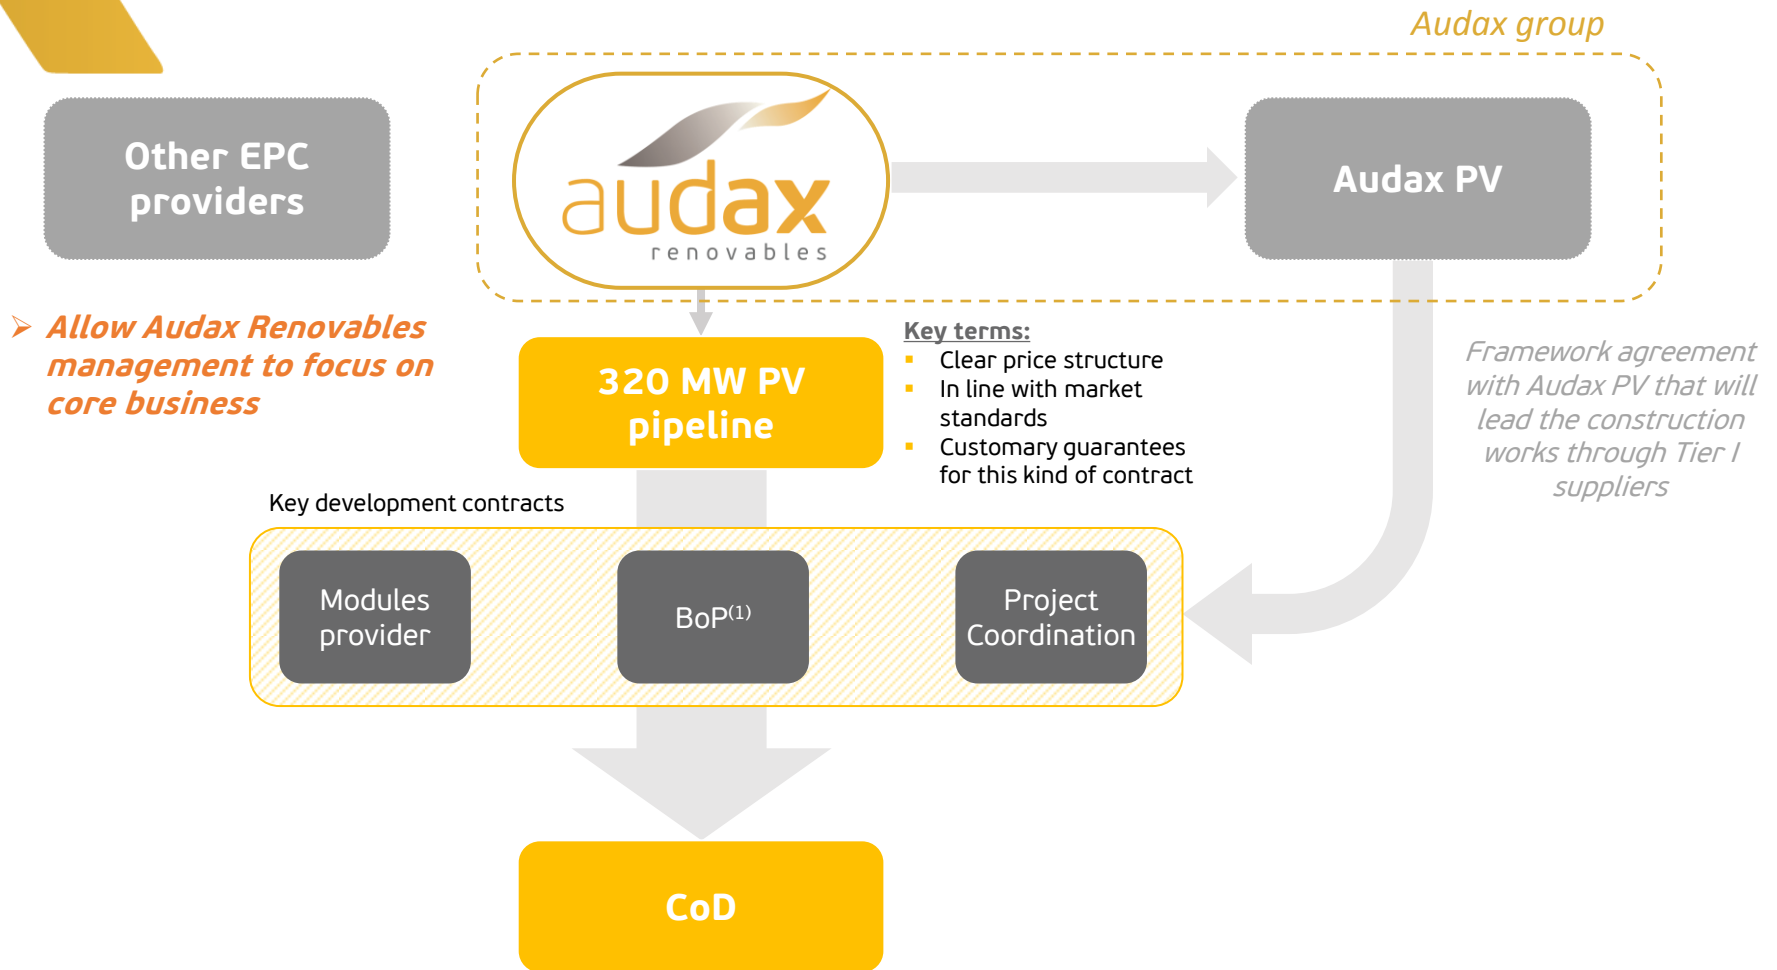 Audax group
Other EPC
providers
audax
renovables
Audax PV
➢ Allow Audax Renovables
management to focus on
core business
320 MW PV
pipeline
Key terms:
▪ Clear price structure
▪ In line with market
standards
▪ Customary guarantees
for this kind of contract
Framework agreement
with Audax PV that will
lead the construction
works through Tier I
suppliers
Key development contracts
Modules
provider
BoP(1)
Project
Coordination
CoD